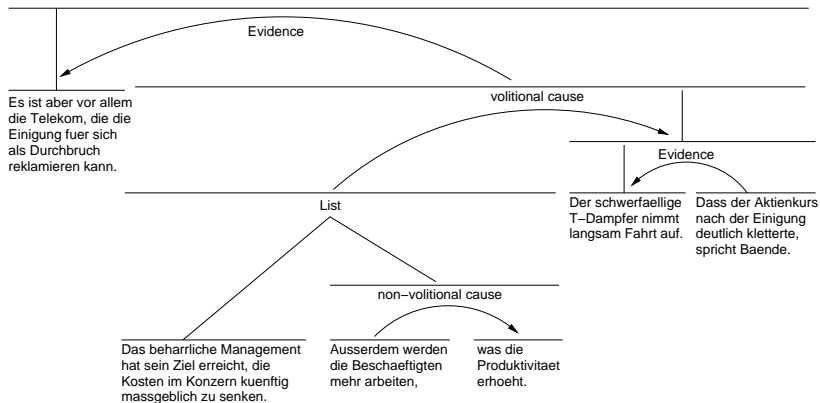 Evidence
Es ist aber vor allem
die Telekom, die die
Einigung fuer sich
als Durchbruch
reklamieren kann.
volitional cause
Evidence
Der schwerfaellige
T−Dampfer nimmt
langsam Fahrt auf.
Dass der Aktienkurs
nach der Einigung
deutlich kletterte,
spricht Baende.
List
non−volitional cause
Das beharrliche Management
hat sein Ziel erreicht, die
Kosten im Konzern kuenftig
massgeblich zu senken.
Ausserdem werden
die Beschaeftigten
mehr arbeiten,
was die
Produktivitaet
erhoeht.